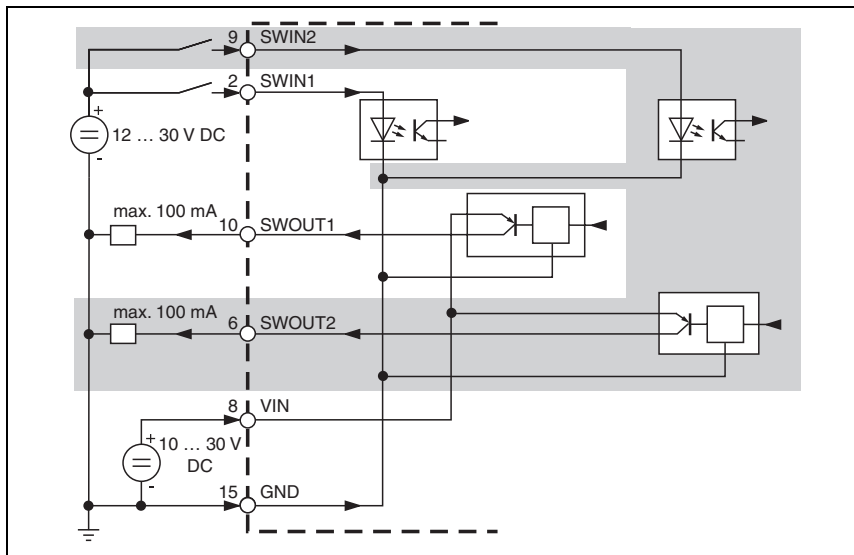 9 SWIN2
2 SWIN1
+
12 … 30 V DC
-
max. 100 mA
10 SWOUT1
max. 100 mA
6 SWOUT2
8 VIN
+
10 … 30 V
DC
-
15 GND